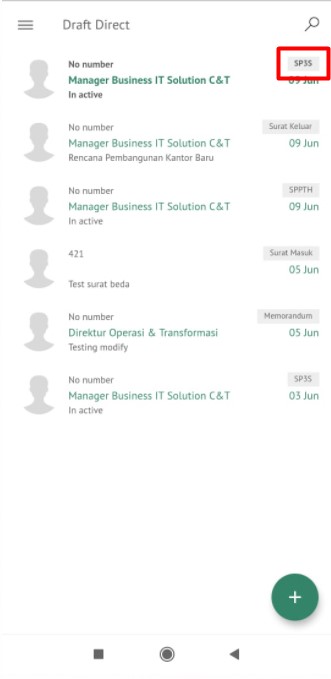 Draft Direct
No number
SP3S
Manager Business IT Solution C&T
09 Jun
In active
No number
Surat Keluar
Manager Business IT Solution C&T
09 Jun
Rencana Pembangunan Kantor Baru
No number
SPPTH
Manager Business IT Solution C&T
09 Jun
In active
421
Surat Masuk
05 Jun
Test surat beda
No number
Memorandum
Direktur Operasi & Transformasi
05 Jun
Testing modify
No number
SP3S
Manager Business IT Solution C&T
03 Jun
In active
+